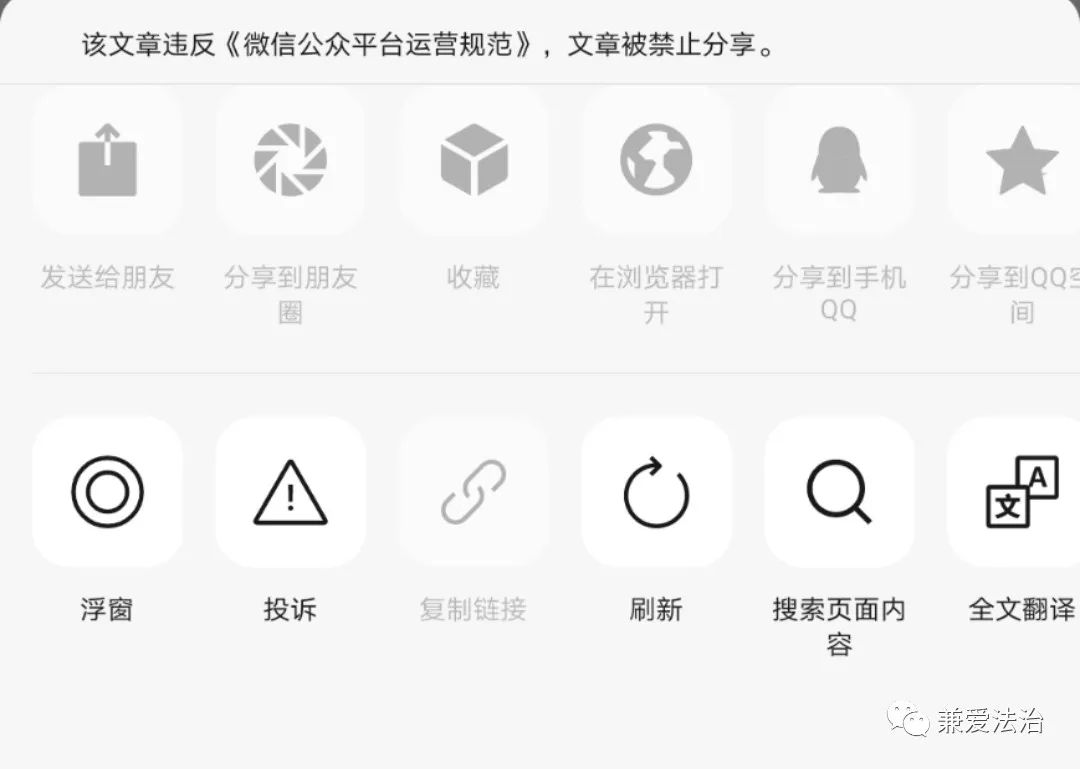 该文章违反《微信公众平台运营规范》，文章被禁止分享。
发送给朋友
分享到朋友
圈
收藏
在浏览器打
开
分享到手机
QQ
分享到QQ空
间
浮窗
投诉
复制链接
刷新
搜索页面内
容
A
文
全文翻译
兼爱法治